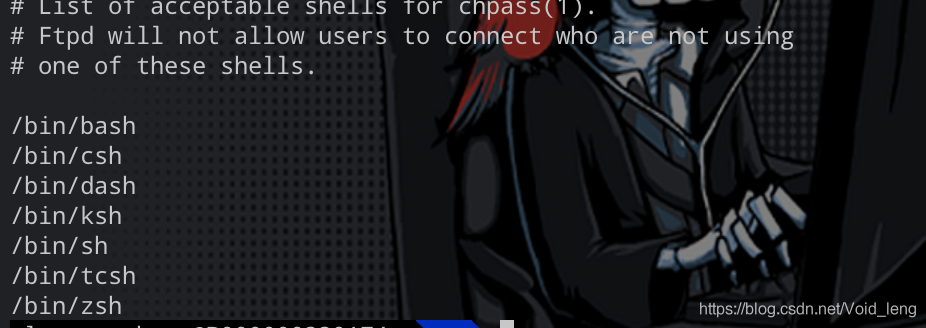 # List of acceptable shells for chpass(1).
# Ftpd will not allow users to connect who are not using
# one of these shells.
/bin/bash
/bin/csh
/bin/dash
/bin/ksh
/bin/sh
/bin/tcsh
/bin/zsh
https://blog.csdn.net/Void_leng